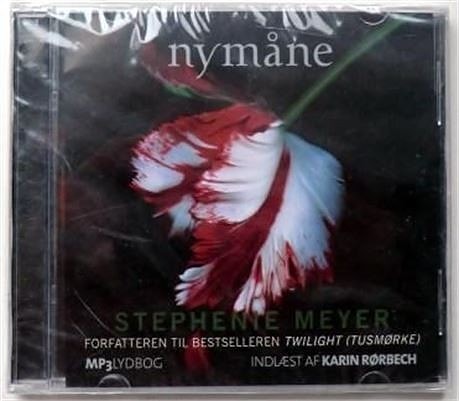 nymåne
STEPHENIE MEYER
FORFATTEREN TIL BESTSELLEREN TWILIGHT (TUSMØRKE)
MP3LYDBOG INDLÆST AF KARIN RØRBECH